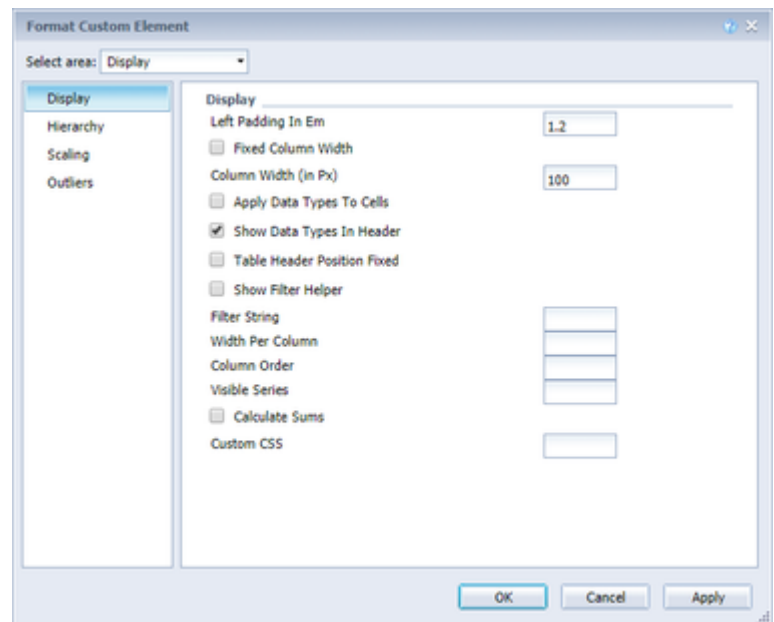 Format Custom Element
Select area: Display
Display
Hierarchy
Scaling
Outliers
Display
Left Padding In Em 1.2
Fixed Column Width
Column Width (in Px) 100
Apply Data Types To Cells
Show Data Types In Header
Table Header Position Fixed
Show Filter Helper
Filter String
Width Per Column
Column Order
Visible Series
Calculate Sums
Custom CSS
OK Cancel Apply